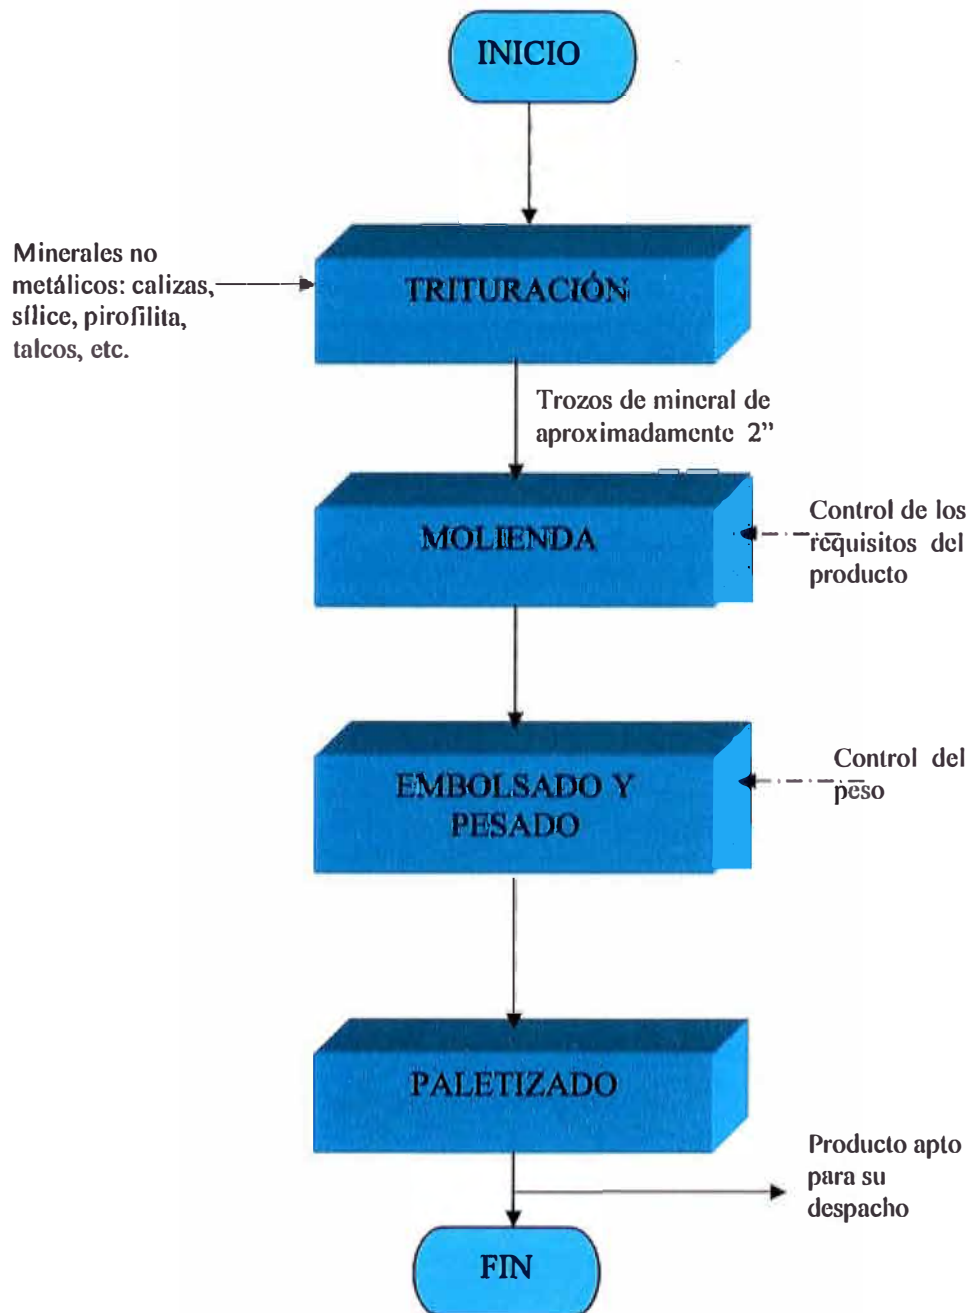 INICIO
Minerales no
metálicos: calizas,
sílice, pirofilita,
talcos, etc.
TRITURACIÓN
Trozos de mineral de
aproximadamente 2”
MOLIENDA
Control de los
requisitos del
producto
EMBOLSADO Y
PESADO
Control del
peso
PALETIZADO
Producto apto
para su
despacho
FIN